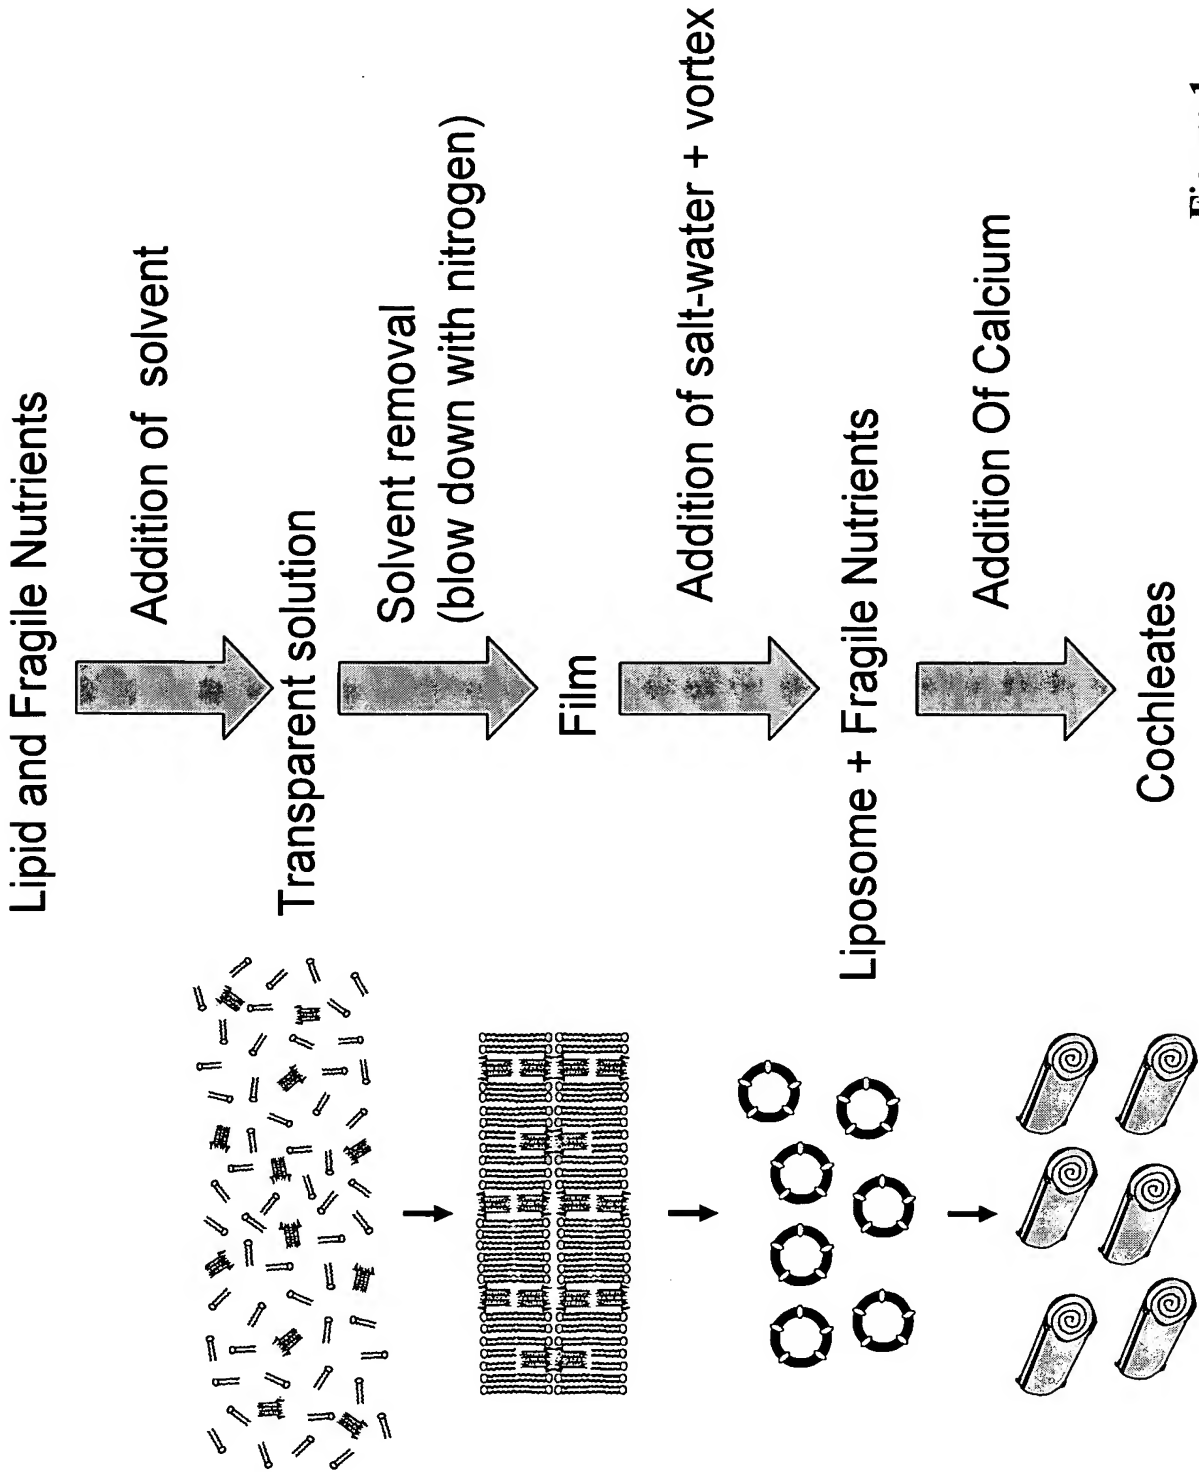 Lipid and Fragile Nutrients
Addition of solvent
Transparent solution
Solvent removal
(blow down with nitrogen)
Film
Addition of salt-water + vortex
Liposome + Fragile Nutrients
Addition Of Calcium
Cochleates